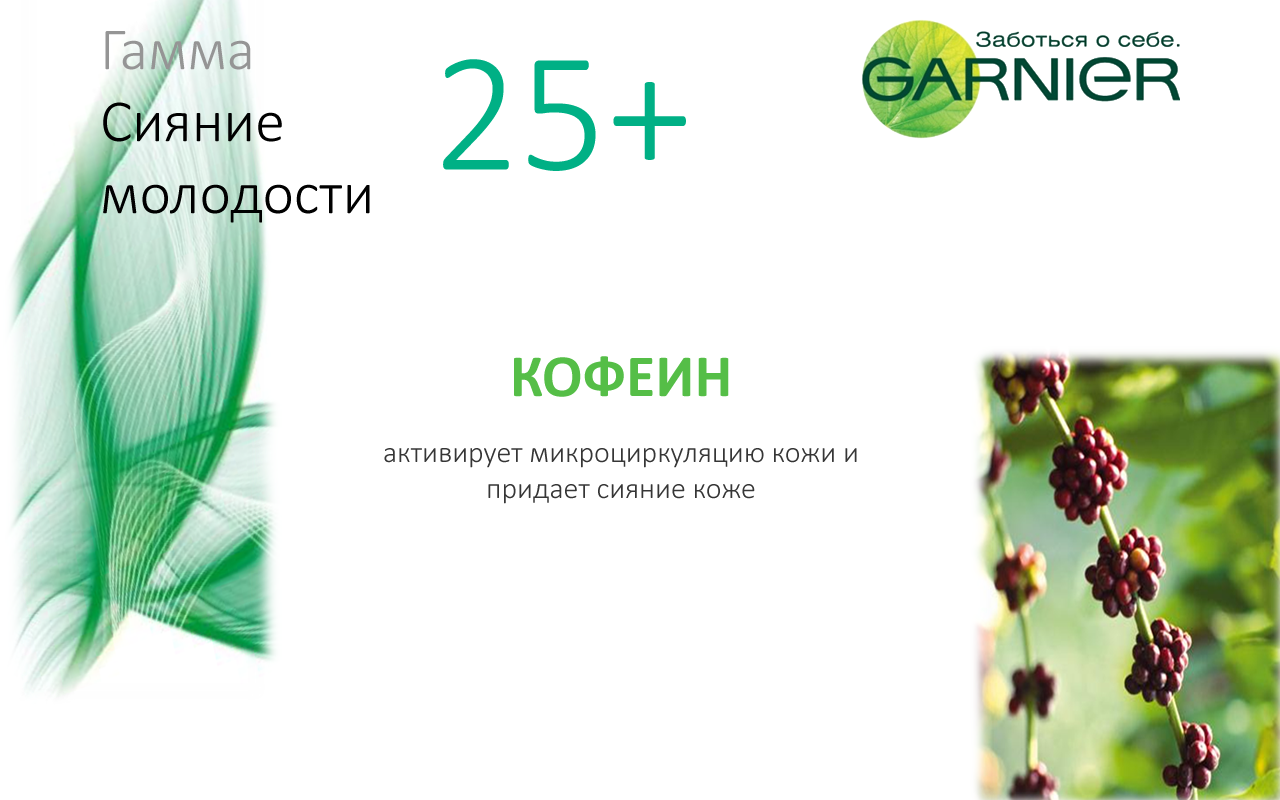 Гамма
Сияние
молодости
25+
Заботься о себе.
GARNIER
КОФЕИН
активирует микроциркуляцию кожи и
придает сияние коже